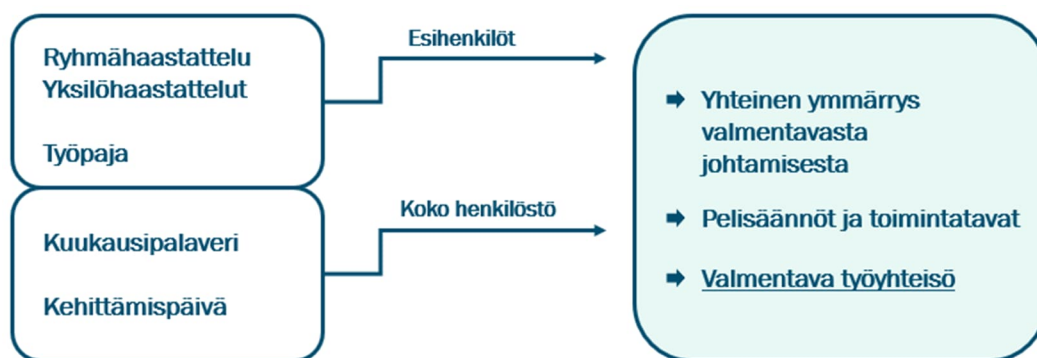 Ryhmähaastattelu
Yksilöhaastattelut
Työpaja
Kuukausipalaveri
Kehittämispäivä
Esihenkilöt
Koko henkilöstö
Yhteinen ymmärrys
valmentavasta
johtamisesta
Pelisäännöt ja toimintatavat
Valmentava työyhteisö